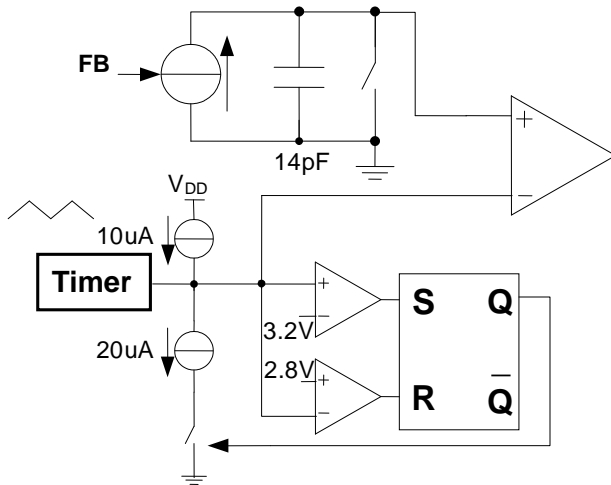 FB
14pF
VDD
10uA
Timer
20uA
+
−
+
−
3.2V
2.8V
+
−
S
Q
R
Q̅